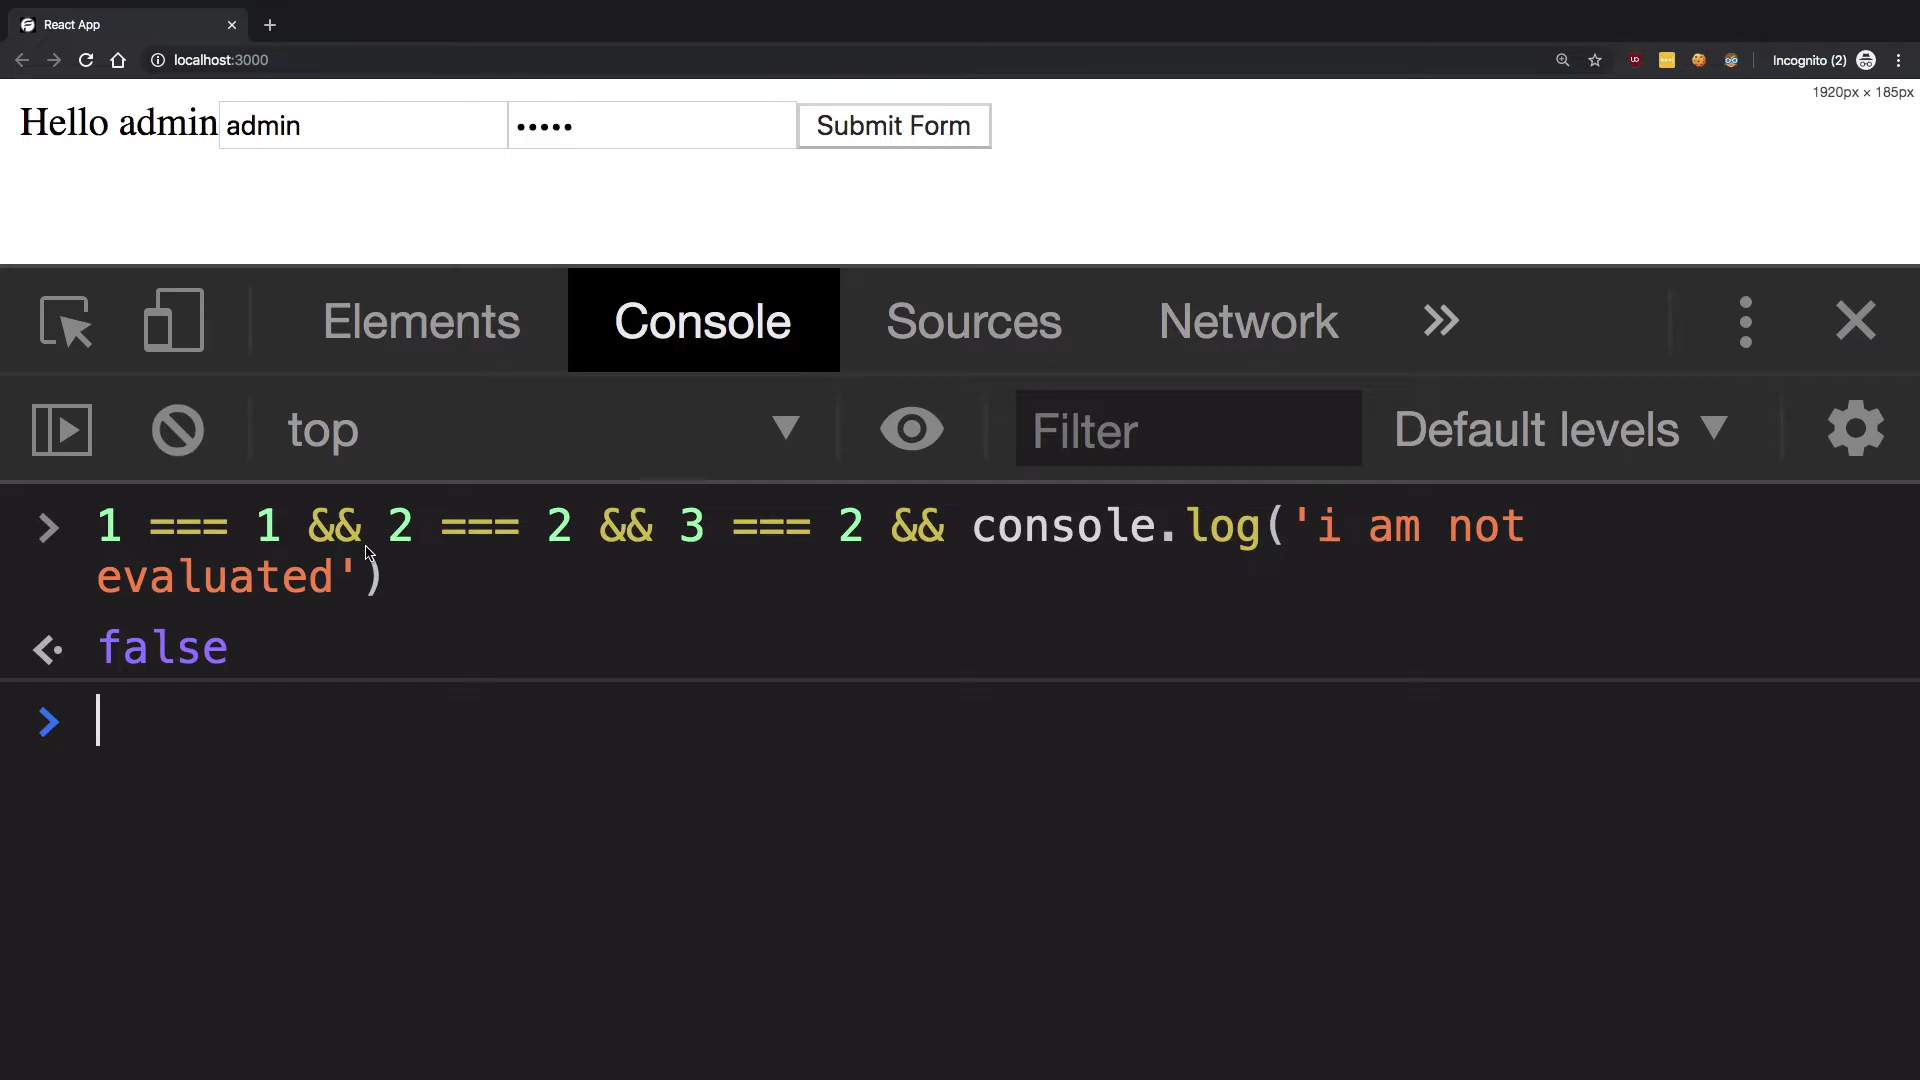 React App
localhost:3000
Incognito (2)
1920px × 185px
Hello admin admin ••••• Submit Form
Elements Console Sources Network
top Filter Default levels
> 1 === 1 && 2 === 2 && 3 === 2 && console.log('i am not
evaluated')
false
>